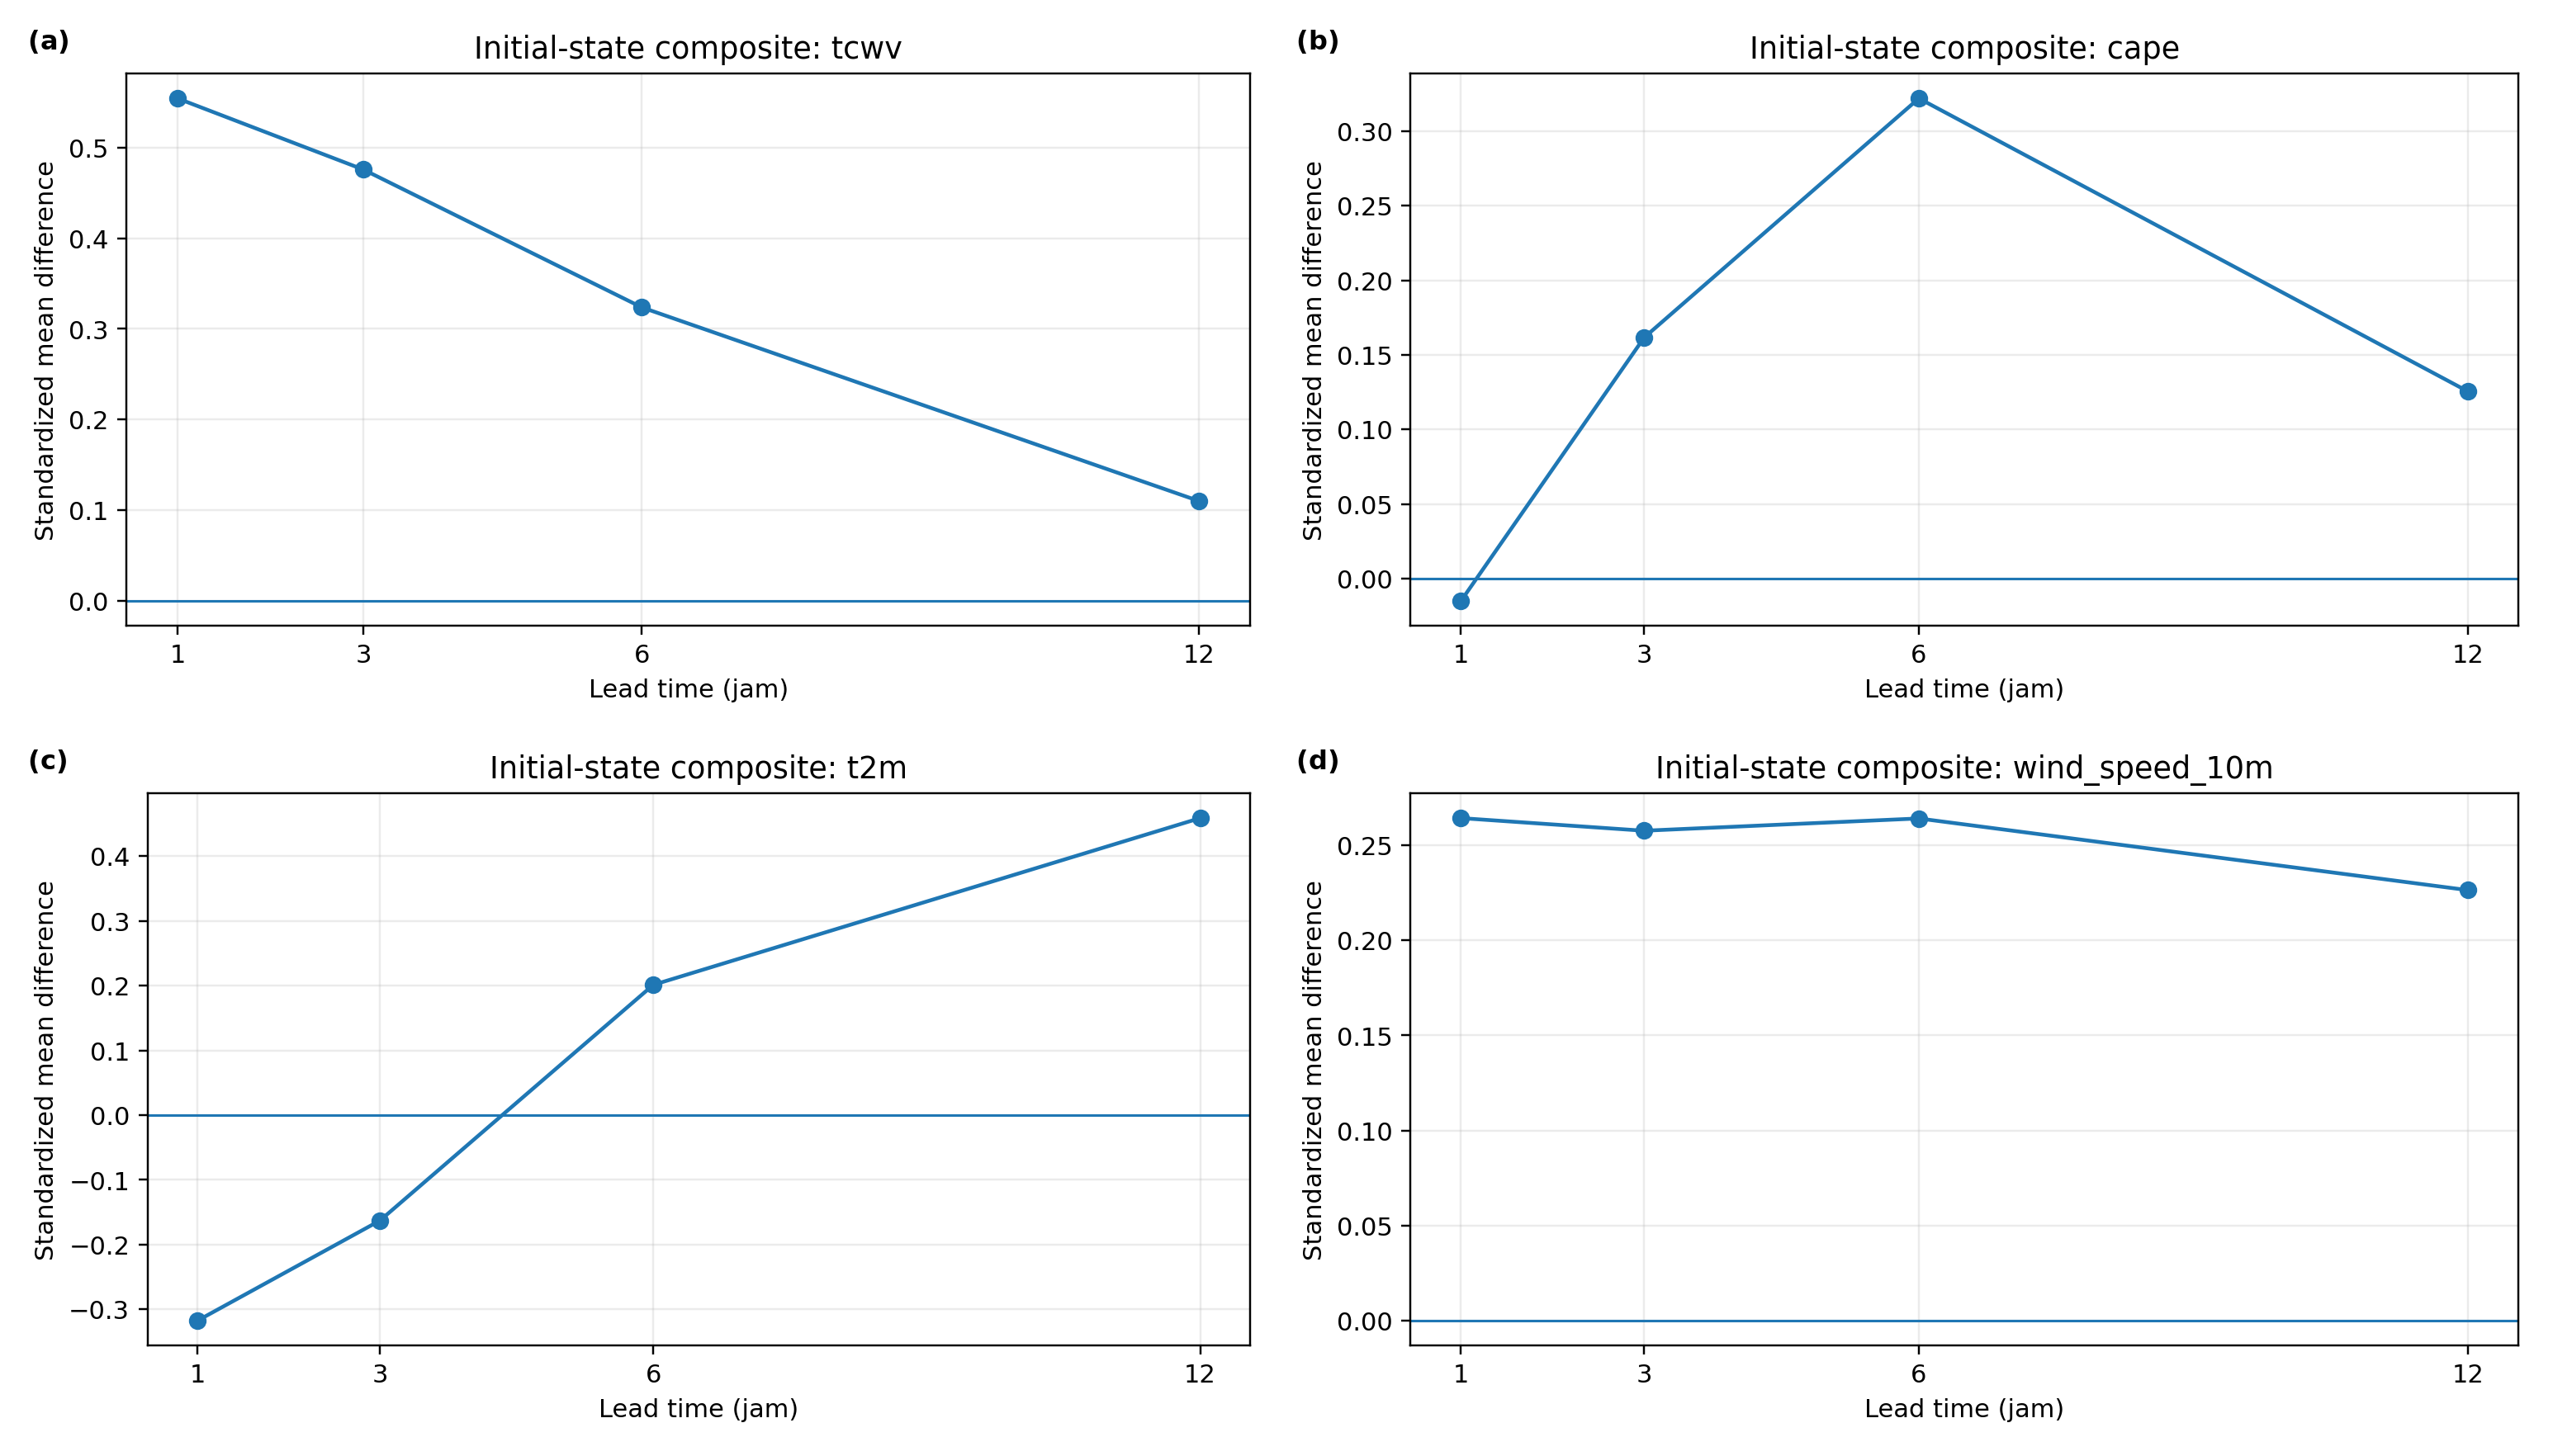 (a)
Initial-state composite: tcwv
Standardized mean difference
0.5
0.4
0.3
0.2
0.1
0.0
1 3 6 12
Lead time (jam)
(b)
Initial-state composite: cape
Standardized mean difference
0.30
0.25
0.20
0.15
0.10
0.05
0.00
1 3 6 12
Lead time (jam)
(c)
Initial-state composite: t2m
Standardized mean difference
0.4
0.3
0.2
0.1
0.0
−0.1
−0.2
−0.3
1 3 6 12
Lead time (jam)
(d)
Initial-state composite: wind_speed_10m
Standardized mean difference
0.25
0.20
0.15
0.10
0.05
0.00
1 3 6 12
Lead time (jam)